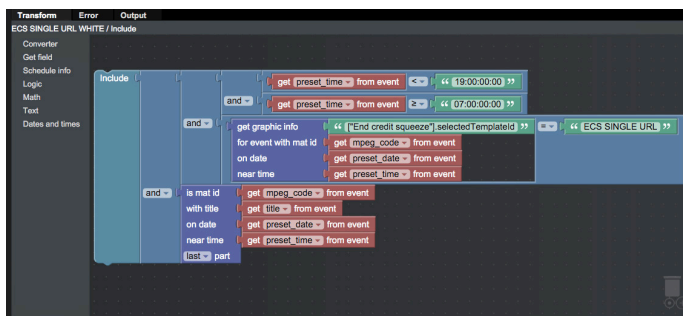 Transform Error Output
ECS SINGLE URL WHITE / Include
Converter
Get field
Schedule info
Logic
Math
Text
Dates and times
Include
get preset_time from event < “ 19:00:00:00 ”
and
get preset_time from event ≥ “ 07:00:00:00 ”
and
get graphic info “ ["End credit squeeze"].selectedTemplateId ” = “ ECS SINGLE URL ”
for event with mat id get mpeg_code from event
on date get preset_date from event
near time get preset_time from event
and
is mat id get mpeg_code from event
with title get title from event
on date get preset_date from event
near time get preset_time from event
last part